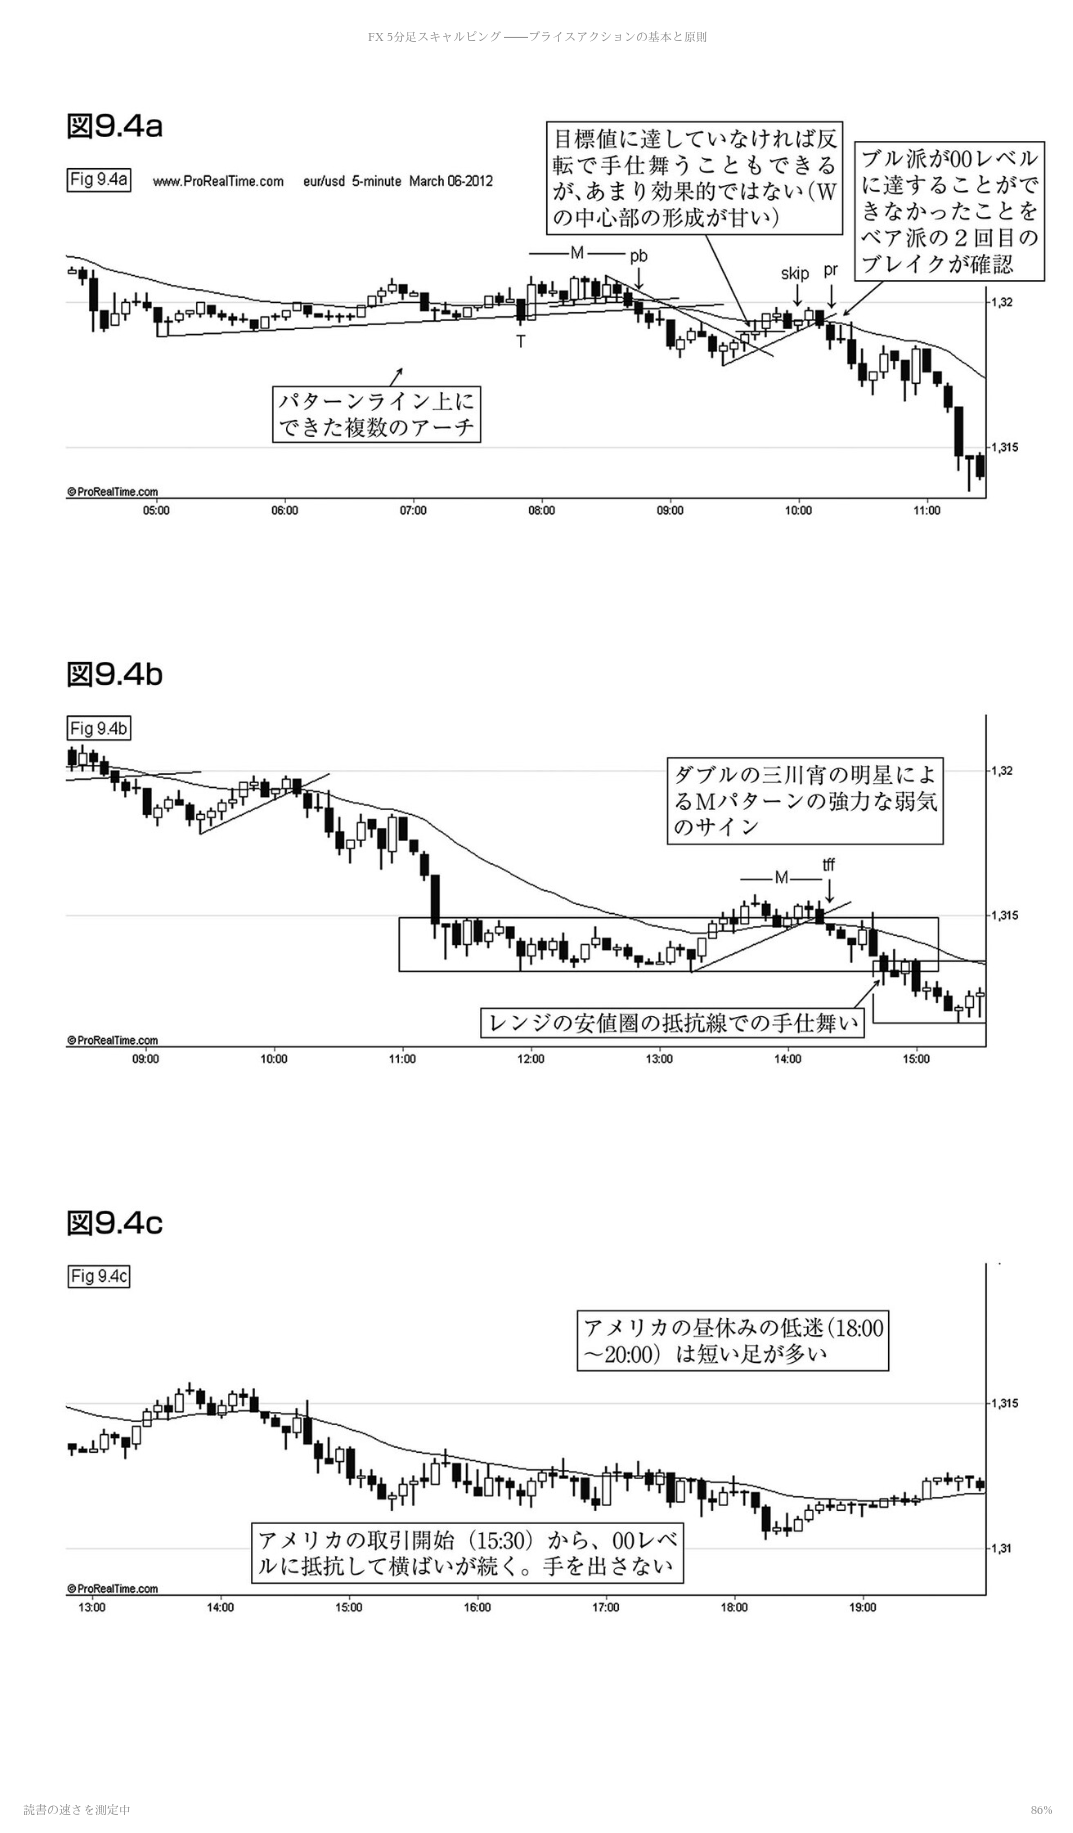 FX 5分足スキャルピング ――プライスアクションの基本と原則
図9.4a
Fig 9.4a
www.ProRealTime.com eur/usd 5-minute March 06-2012
目標値に達していなければ反
転で手仕舞うこともできる
が、あまり効果的ではない(W
の中心部の形成が甘い)
ブル派が00レベル
に達することがで
きなかったことを
ベア派の2回目の
ブレイクが確認
M
pb
skip
pr
T
パターンライン上に
できた複数のアーチ
1,32
1,315
©ProRealTime.com
05:00 06:00 07:00 08:00 09:00 10:00 11:00
図9.4b
Fig 9.4b
ダブルの三川宵の明星によ
るMパターンの強力な弱気
のサイン
M
tff
レンジの安値圏の抵抗線での手仕舞い
1,32
1,315
©ProRealTime.com
09:00 10:00 11:00 12:00 13:00 14:00 15:00
図9.4c
Fig 9.4c
アメリカの昼休みの低迷(18:00
～20:00)は短い足が多い
アメリカの取引開始(15:30)から、00レベ
ルに抵抗して横ばいが続く。手を出さない
1,315
1,31
©ProRealTime.com
13:00 14:00 15:00 16:00 17:00 18:00 19:00
読書の速さを測定中
86%